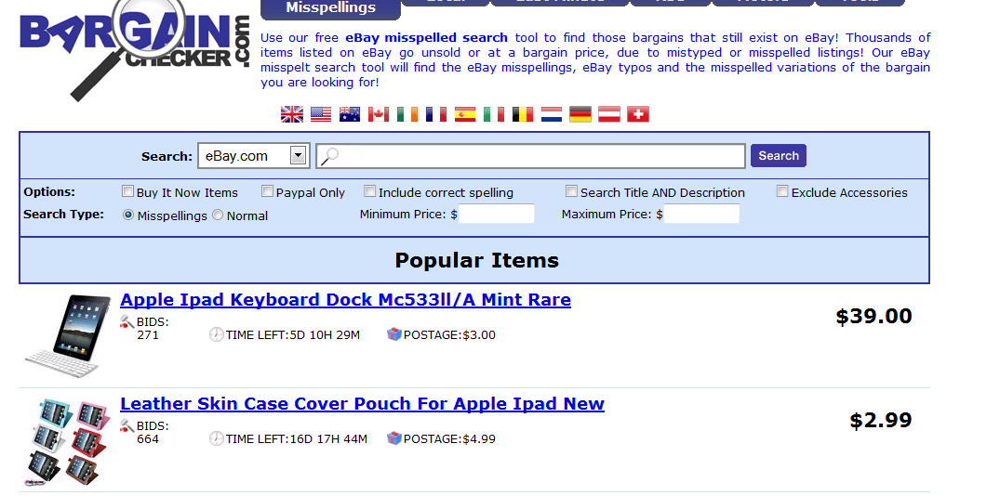 Misspellings
BARGAIN
CHECKER.com
Use our free eBay misspelled search tool to find those bargains that still exist on eBay! Thousands of
items listed on eBay go unsold or at a bargain price, due to mistyped or misspelled listings! Our eBay
misspelt search tool will find the eBay misspellings, eBay typos and the misspelled variations of the bargain
you are looking for!
Search: eBay.com Search
Options: Buy It Now Items Paypal Only Include correct spelling Search Title AND Description Exclude Accessories
Search Type: Misspellings Normal Minimum Price: $ Maximum Price: $
Popular Items
Apple Ipad Keyboard Dock Mc533ll/A Mint Rare
$39.00
BIDS:
271 TIME LEFT:5D 10H 29M POSTAGE:$3.00
Leather Skin Case Cover Pouch For Apple Ipad New
$2.99
BIDS:
664 TIME LEFT:16D 17H 44M POSTAGE:$4.99